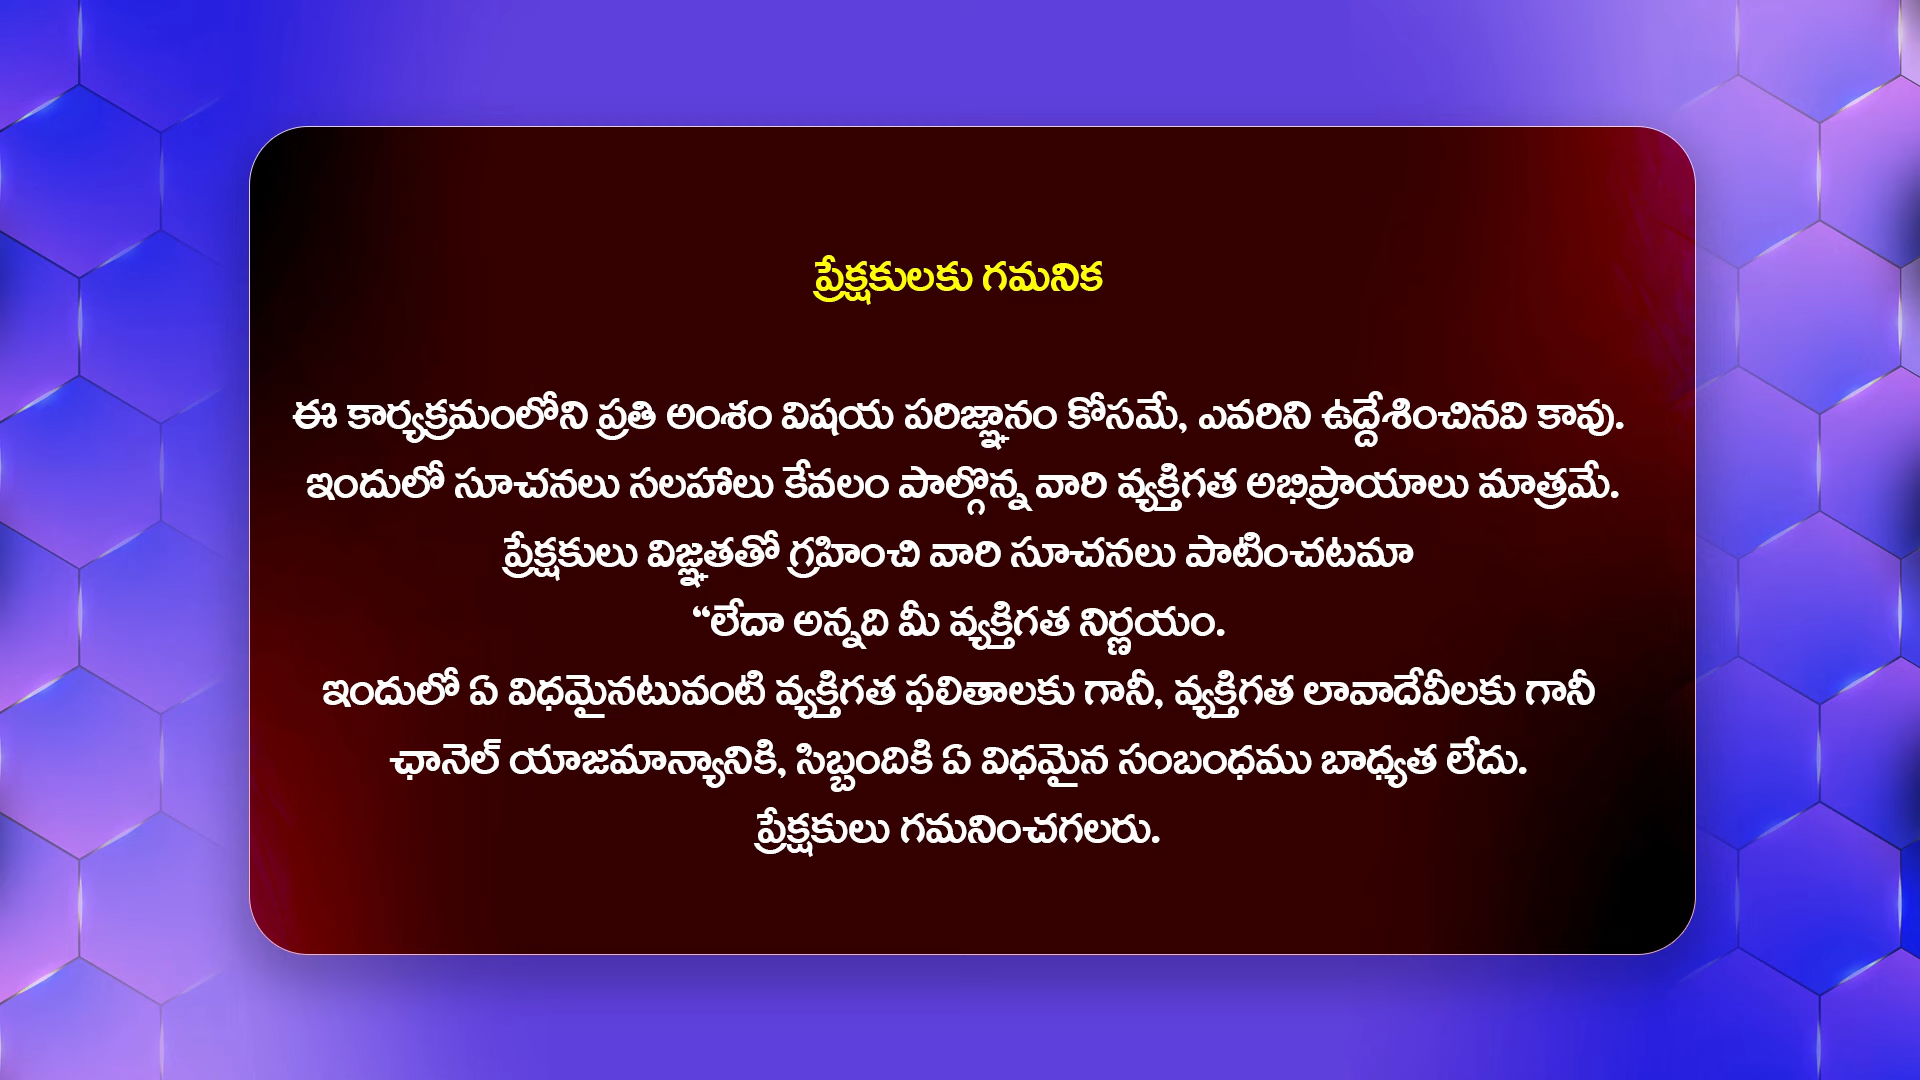 ప్రేక్షకులకు గమనిక
ఈ కార్యక్రమంలోని ప్రతి అంశం విషయ పరిజ్ఞానం కోసమే, ఎవరిని ఉద్దేశించినవి కావు.
ఇందులో సూచనలు సలహాలు కేవలం పాల్గొన్న వారి వ్యక్తిగత అభిప్రాయాలు మాత్రమే.
ప్రేక్షకులు విజ్ఞతతో గ్రహించి వారి సూచనలు పాటించటమా
“లేదా అన్నది మీ వ్యక్తిగత నిర్ణయం.
ఇందులో ఏ విధమైనటువంటి వ్యక్తిగత ఫలితాలకు గానీ, వ్యక్తిగత లావాదేవీలకు గానీ
ఛానెల్ యాజమాన్యానికి, సిబ్బందికి ఏ విధమైన సంబంధము బాధ్యత లేదు.
ప్రేక్షకులు గమనించగలరు.